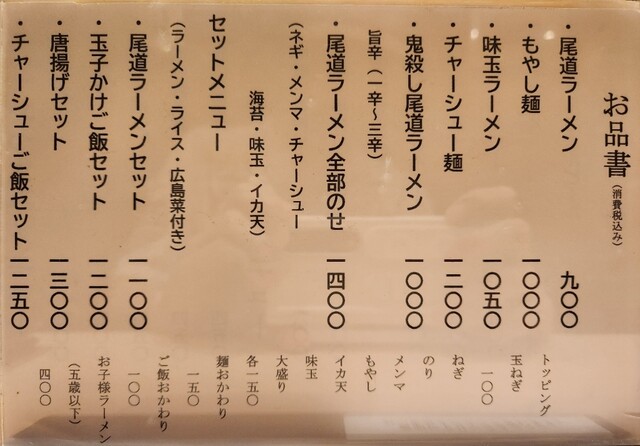 お品書（消費税込み）
・尾道ラーメン 九〇〇
・もやし麺 一〇〇〇
・味玉ラーメン 一〇五〇
・チャーシュー麺 一二〇〇
・鬼殺し尾道ラーメン 一〇〇〇
旨辛（一辛～三辛）
・尾道ラーメン全部のせ 一四〇〇
（ネギ・メンマ・チャーシュー
海苔・味玉・イカ天）
セットメニュー
（ラーメン・ライス・広島菜付き）
・尾道ラーメンセット 一一〇〇
・玉子かけご飯セット 一二〇〇
・唐揚げセット 一三〇〇
・チャーシューご飯セット 一二五〇
トッピング
玉ねぎ
一〇〇
ねぎ
のり
メンマ
もやし
イカ天
味玉
大盛り
各一五〇
麺おかわり
一五〇
ご飯おかわり
一〇〇
お子様ラーメン
（五歳以下）
四〇〇